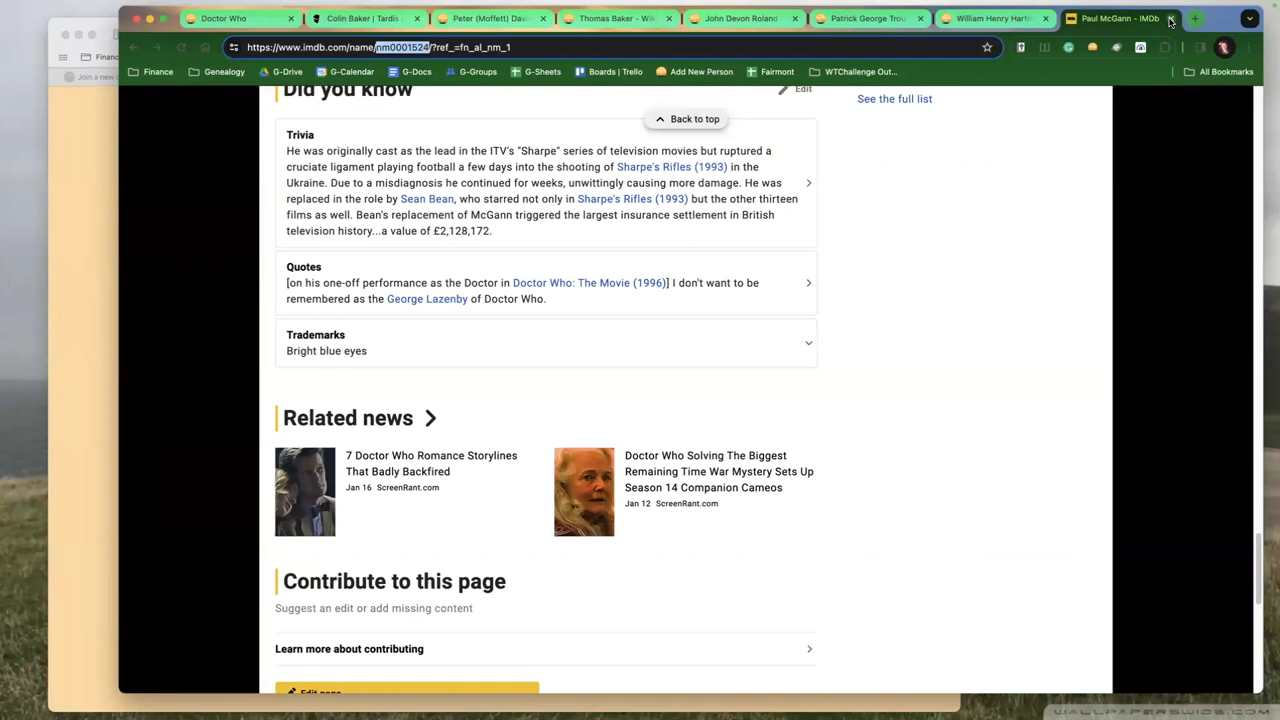 Doctor Who
Colin Baker | Tardis
Peter (Moffett) Davi
Thomas Baker - Wiki
John Devon Roland
Patrick George Trou
William Henry Hartn
Paul McGann - IMDb
https://www.imdb.com/name/nm0001524/?ref_=fn_al_nm_1
Finance
Genealogy
G-Drive
G-Calendar
G-Docs
G-Groups
G-Sheets
Boards | Trello
Add New Person
Fairmont
WTChallenge Out...
All Bookmarks
Financ
Join a new
Did you know
Edit
See the full list
Back to top
Trivia
He was originally cast as the lead in the ITV's "Sharpe" series of television movies but ruptured a
cruciate ligament playing football a few days into the shooting of Sharpe's Rifles (1993) in the
Ukraine. Due to a misdiagnosis he continued for weeks, unwittingly causing more damage. He was
replaced in the role by Sean Bean, who starred not only in Sharpe's Rifles (1993) but the other thirteen
films as well. Bean's replacement of McGann triggered the largest insurance settlement in British
television history...a value of £2,128,172.
Quotes
[on his one-off performance as the Doctor in Doctor Who: The Movie (1996)] I don't want to be
remembered as the George Lazenby of Doctor Who.
Trademarks
Bright blue eyes
Related news
7 Doctor Who Romance Storylines
That Badly Backfired
Jan 16 ScreenRant.com
Doctor Who Solving The Biggest
Remaining Time War Mystery Sets Up
Season 14 Companion Cameos
Jan 12 ScreenRant.com
Contribute to this page
Suggest an edit or add missing content
Learn more about contributing
Edit page
WALLPAPERSWIDE.COM